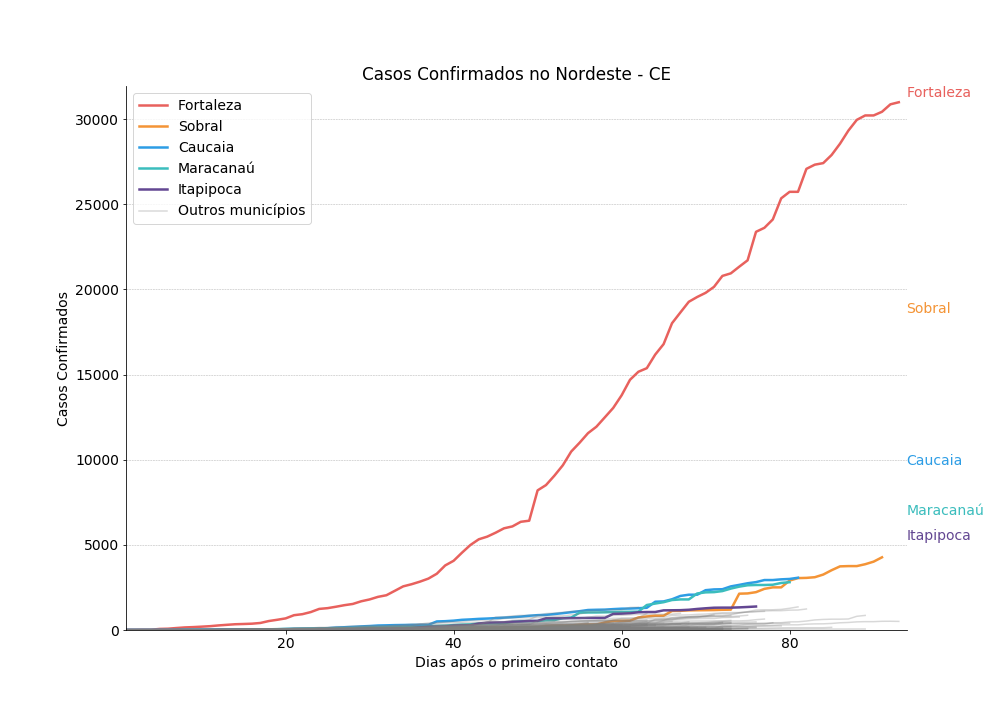 Casos Confirmados no Nordeste - CE
Fortaleza
Sobral
Caucaia
Maracanaú
Itapipoca
Outros municípios
30000
25000
20000
15000
10000
5000
0
Casos Confirmados
20
40
60
80
Dias após o primeiro contato
Fortaleza
Sobral
Caucaia
Maracanaú
Itapipoca